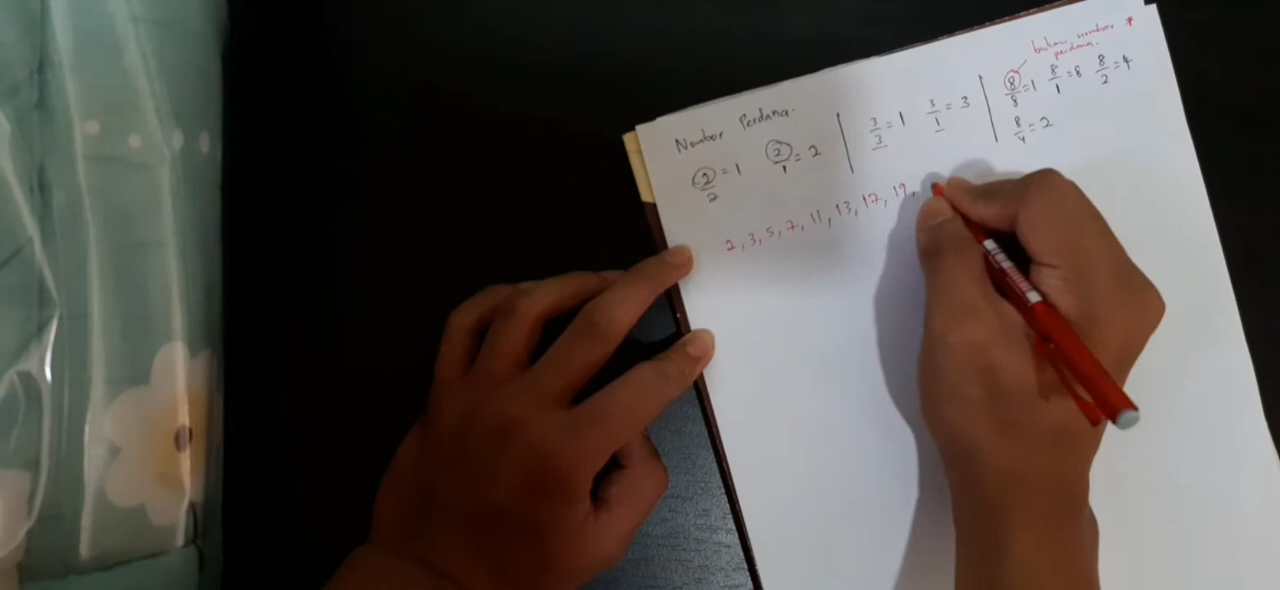 Nombor Perdana.
2/2 = 1 2/1 = 2
3/3 = 1 3/1 = 3
bukan nombor perdana.
8/8 = 1 8/1 = 8 8/2 = 4
8/4 = 2
2, 3, 5, 7, 11, 13, 17, 19,